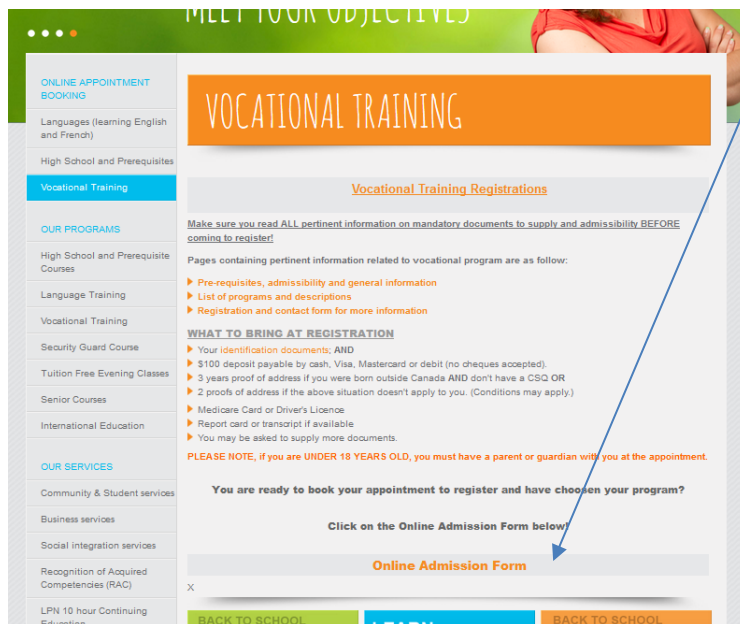 MEET YOUR OBJECTIVES
ONLINE APPOINTMENT
BOOKING
Languages (learning English
and French)
High School and Prerequisites
Vocational Training
OUR PROGRAMS
High School and Prerequisite
Courses
Language Training
Vocational Training
Security Guard Course
Tuition Free Evening Classes
Senior Courses
International Education
OUR SERVICES
Community & Student services
Business services
Social integration services
Recognition of Acquired
Competencies (RAC)
LPN 10 hour Continuing
Education
VOCATIONAL TRAINING
Vocational Training Registrations
Make sure you read ALL pertinent information on mandatory documents to supply and admissibility BEFORE
coming to register!
Pages containing pertinent information related to vocational program are as follow:
Pre-requisites, admissibility and general information
List of programs and descriptions
Registration and contact form for more information
WHAT TO BRING AT REGISTRATION
Your identification documents; AND
$100 deposit payable by cash, Visa, Mastercard or debit (no cheques accepted).
3 years proof of address if you were born outside Canada AND don't have a CSQ OR
2 proofs of address if the above situation doesn't apply to you. (Conditions may apply.)
Medicare Card or Driver's Licence
Report card or transcript if available
You may be asked to supply more documents.
PLEASE NOTE, if you are UNDER 18 YEARS OLD, you must have a parent or guardian with you at the appointment.
You are ready to book your appointment to register and have choosen your program?
Click on the Online Admission Form below!
Online Admission Form
X
BACK TO SCHOOL
LEARN
BACK TO SCHOOL